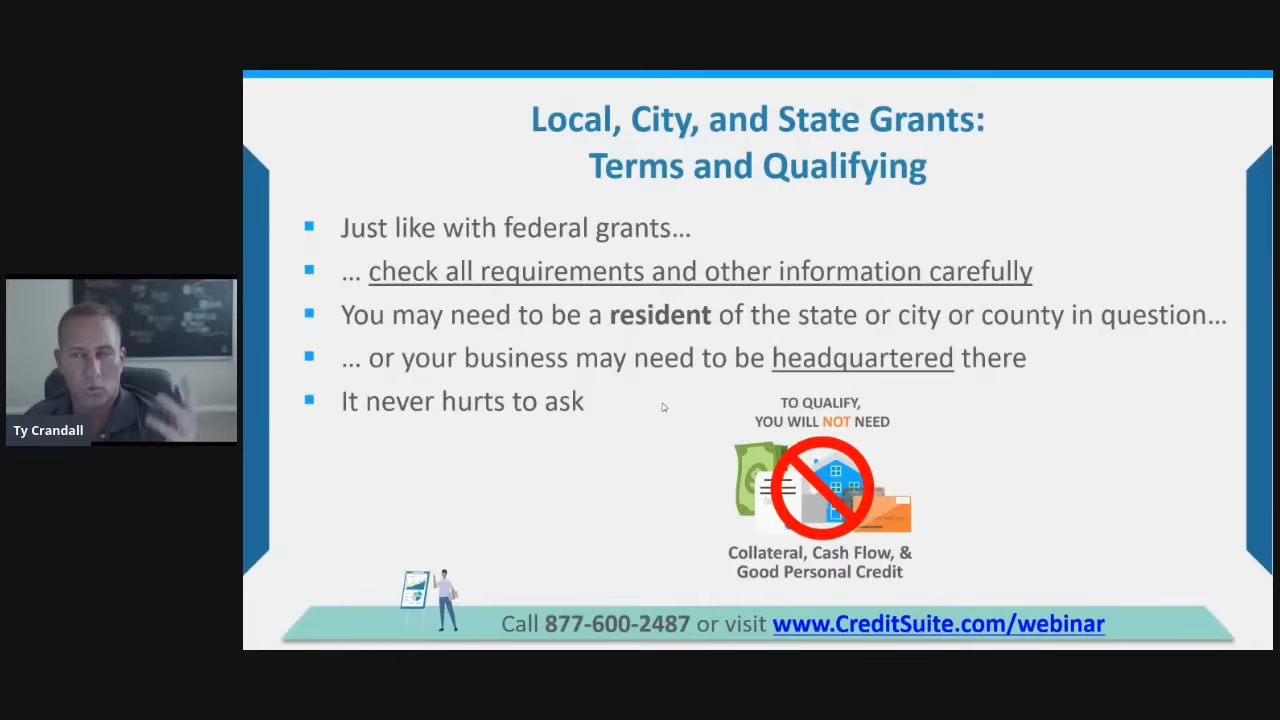 Local, City, and State Grants:
Terms and Qualifying
Just like with federal grants…
… check all requirements and other information carefully
You may need to be a resident of the state or city or county in question…
… or your business may need to be headquartered there
It never hurts to ask
TO QUALIFY,
YOU WILL NOT NEED
Collateral, Cash Flow, &
Good Personal Credit
Ty Crandall
Call 877-600-2487 or visit www.CreditSuite.com/webinar